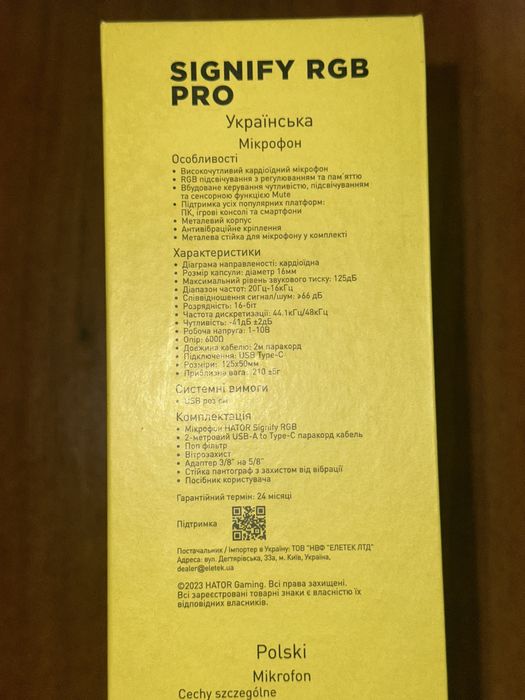 SIGNIFY RGB
PRO
Українська
Мікрофон
Особливості
• Високочутливий кардіоїдний мікрофон
• RGB підсвічування з регулюванням та пам'яттю
• Вбудоване керування чутливістю, підсвічуванням
та сенсорною функцією Mute
• Підтримка усіх популярних платформ:
ПК, ігрові консолі та смартфони
• Металевий корпус
• Антивібраційне кріплення
• Металева стійка для мікрофону у комплекті
Характеристики
• Діаграма направленості: кардіоїдна
• Розмір капсули: діаметр 16мм
• Максимальний рівень звукового тиску: 125дБ
• Діапазон частот: 20Гц-16кГц
• Співвідношення сигнал/шум: ≥66 дБ
• Розрядність: 16-біт
• Частота дискретизації: 44.1кГц/48кГц
• Чутливість: -41дБ ±2дБ
• Робоча напруга: 1-10В
• Опір: 600Ω
• Довжина кабелю: 2м паракорд
• Підключення: USB Type-C
• Розміри: 125х50мм
• Приблизна вага: 210 ±5г
Системні вимоги
• USB роз'єм
Комплектація
• Мікрофон HATOR Signify RGB
• 2-метровий USB-A to Type-C паракорд кабель
• Поп фільтр
• Вітрозахист
• Адаптер 3/8" на 5/8"
• Стійка пантограф з захистом від вібрації
• Посібник користувача
Гарантійний термін: 24 місяці
Підтримка
Постачальник / Імпортер в Україну: ТОВ "НВФ "ЕЛЕТЕК ЛТД"
Адреса: вул. Дегтярівська, 33а, м. Київ, Україна,
dealer@eletek.ua
©2023 HATOR Gaming. Всі права захищені.
Всі зареєстровані товарні знаки є власністю їх
відповідних власників.
Polski
Mikrofon
Cechy szczególne